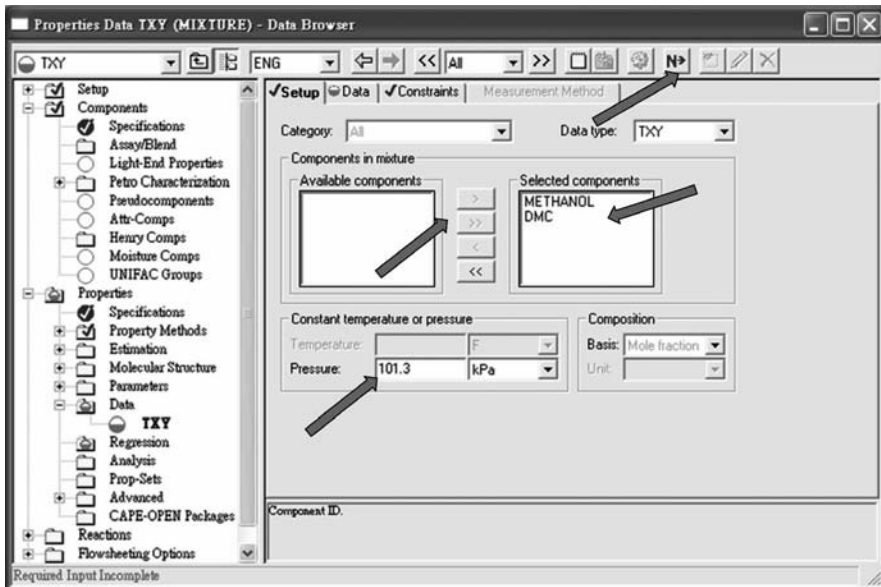 Properties Data TXY (MIXTURE) - Data Browser
TXY ENG << All >> N
Setup
Components
Specifications
Assay/Blend
Light-End Properties
Petro Characterization
Pseudocomponents
Attr-Comps
Henry Comps
Moisture Comps
UNIFAC Groups
Properties
Specifications
Property Methods
Estimation
Molecular Structure
Parameters
Data
TXY
Regression
Analysis
Prop-Sets
Advanced
CAPE-OPEN Packages
Reactions
Flowsheeting Options
Setup Data Constraints Measurement Method
Category: All Data type: TXY
Components in mixture
Available components
>
>>
<
<<
Selected components
METHANOL
DMC
Constant temperature or pressure
Temperature: F
Pressure: 101.3 kPa
Composition
Basis: Mole fraction
Unit:
Component ID.
Required Input Incomplete